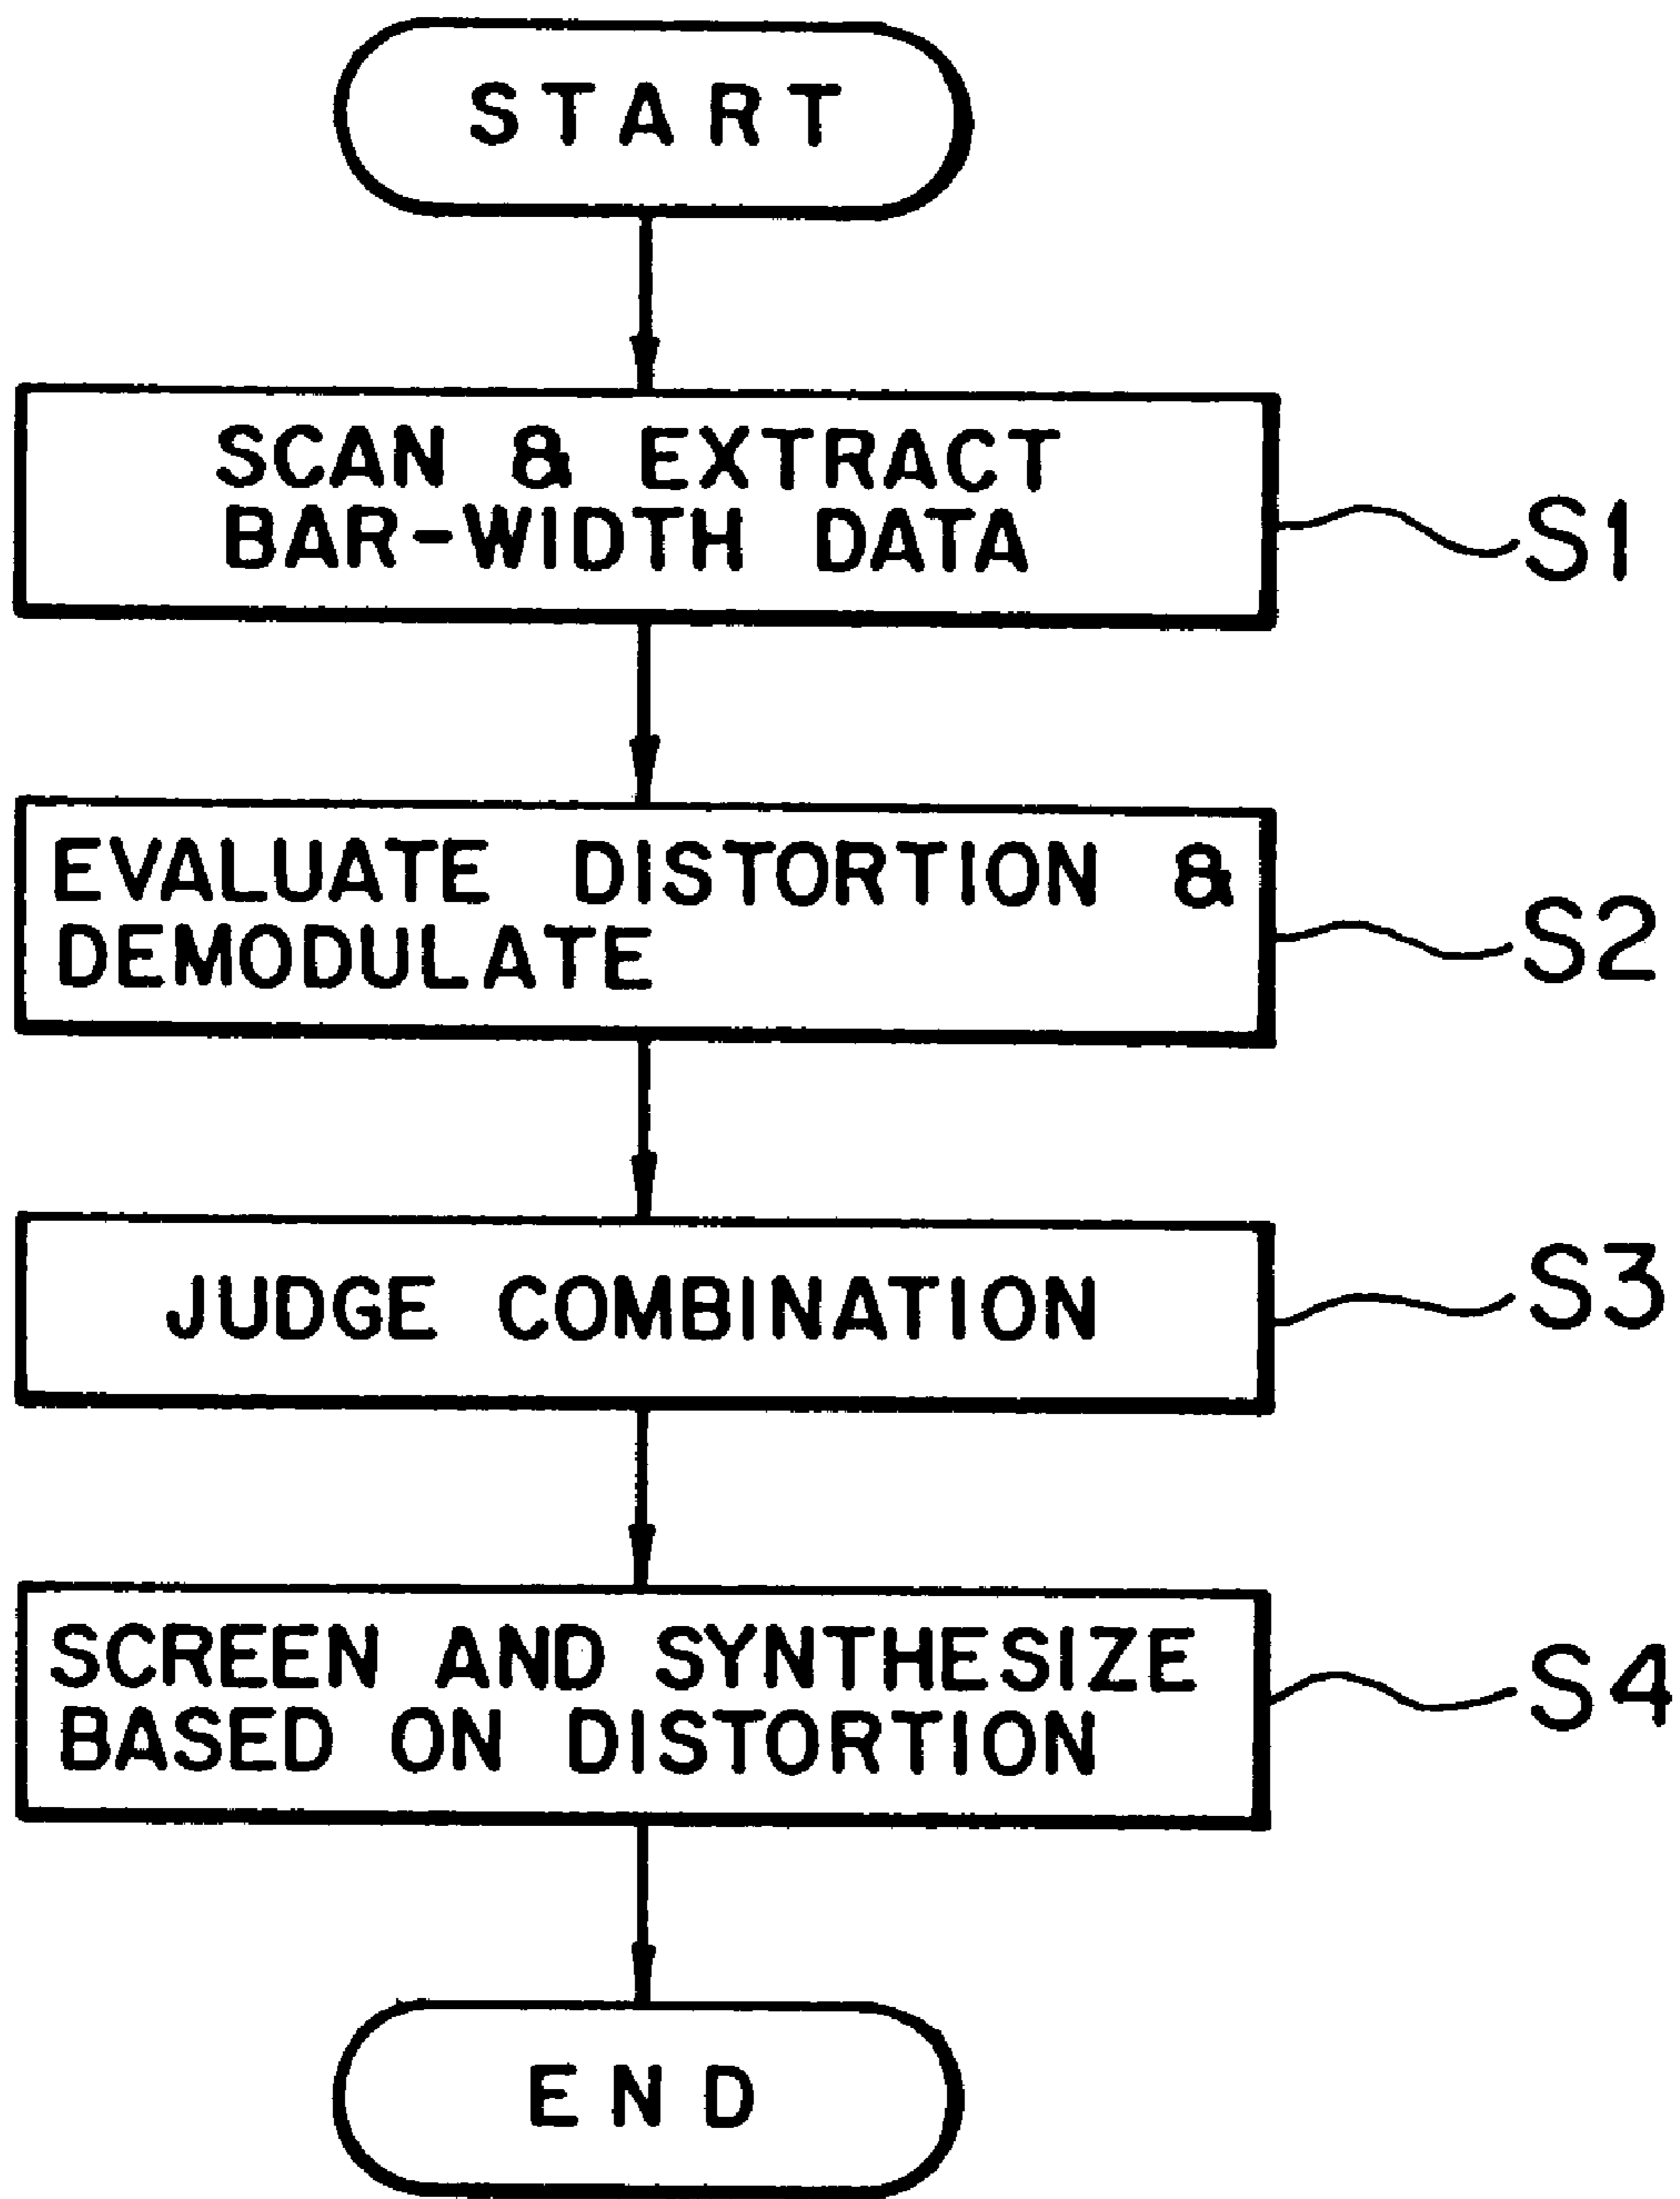 START
SCAN & EXTRACT
BAR-WIDTH DATA
S1
EVALUATE DISTORTION &
DEMODULATE
S2
JUDGE COMBINATION
S3
SCREEN AND SYNTHESIZE
BASED ON DISTORTION
S4
END